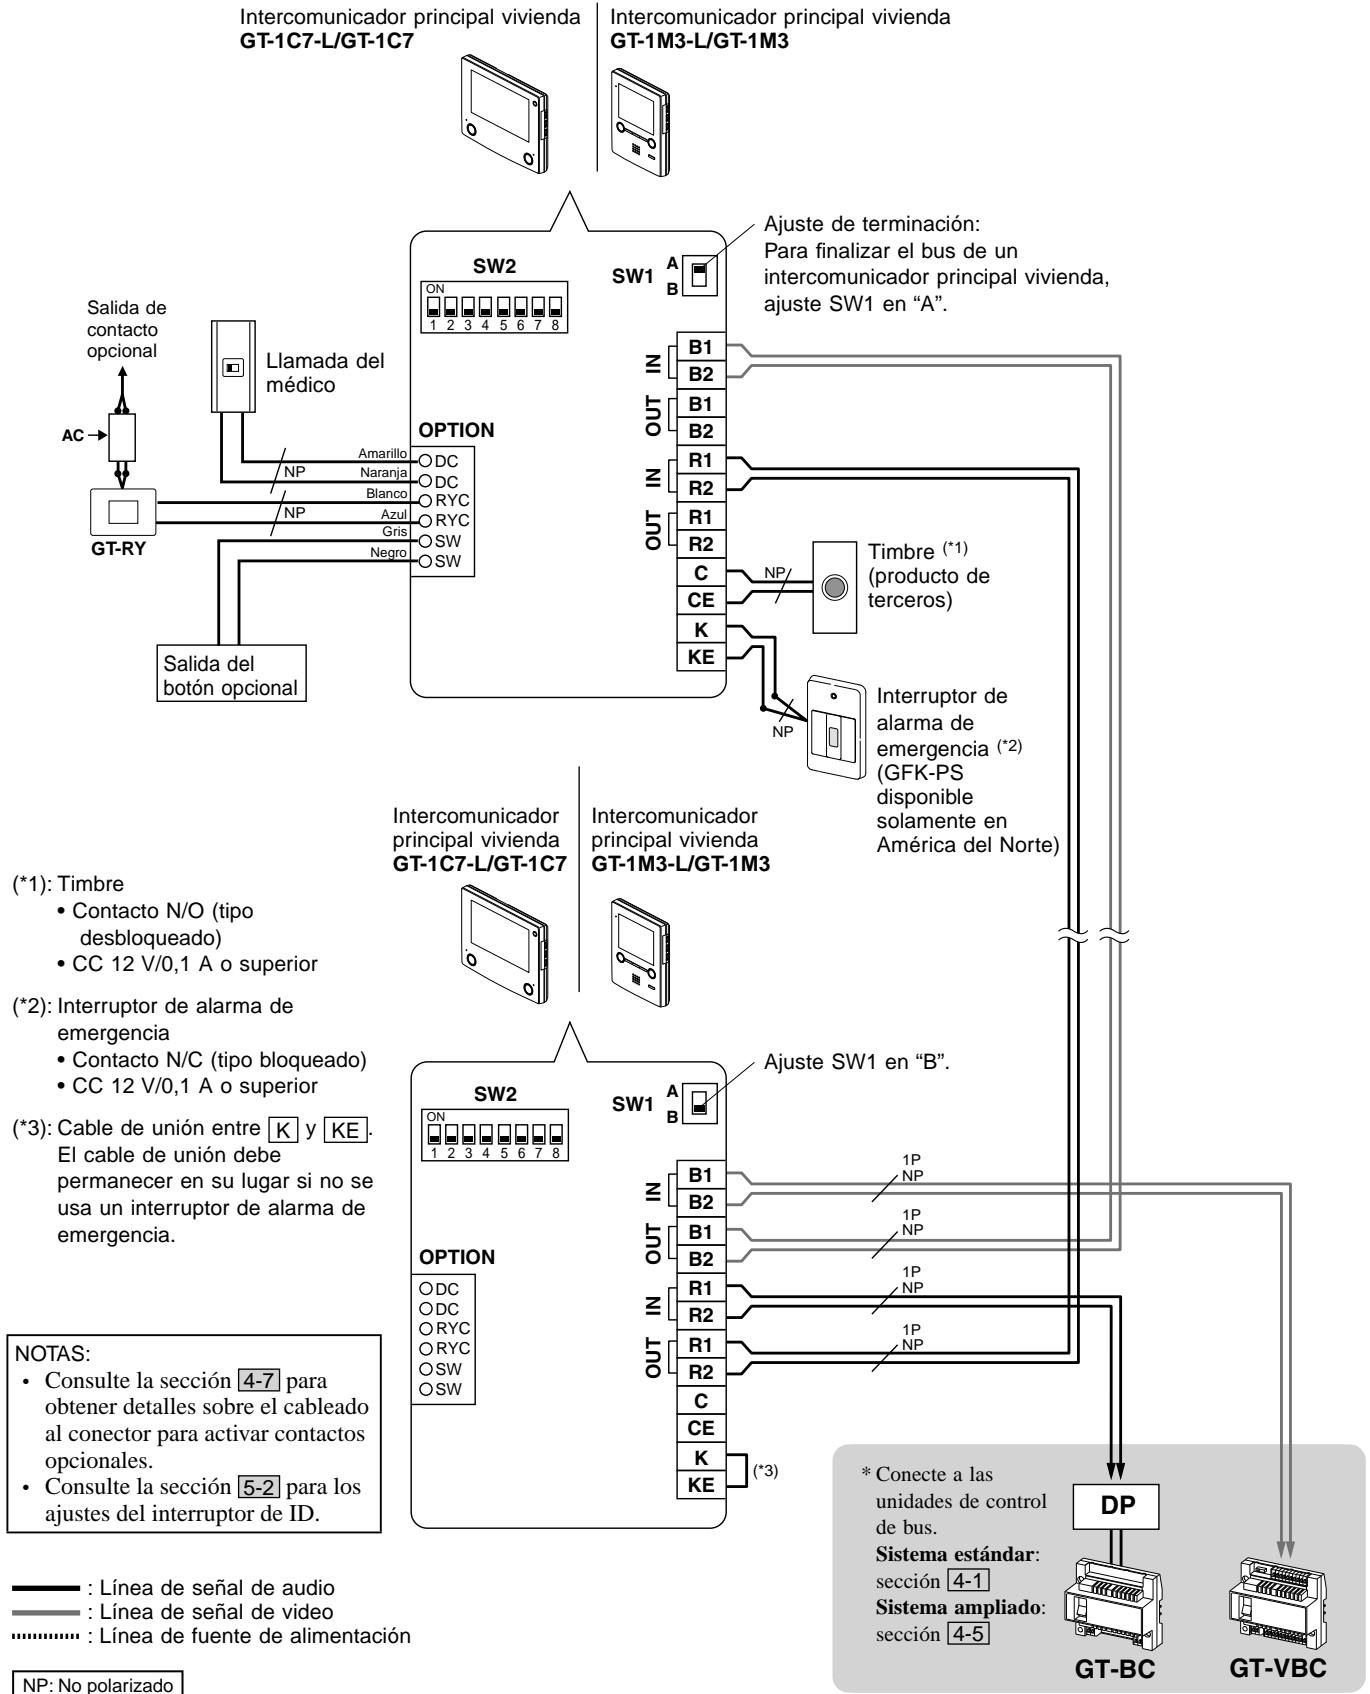 Intercomunicador principal vivienda
GT-1C7-L/GT-1C7
Intercomunicador principal vivienda
GT-1M3-L/GT-1M3
Ajuste de terminación:
Para finalizar el bus de un
intercomunicador principal vivienda,
ajuste SW1 en “A”.
SW2
ON
1 2 3 4 5 6 7 8
SW1
A
B
Salida de
contacto
opcional
Llamada del
médico
AC
GT-RY
NP
NP
Amarillo
Naranja
Blanco
Azul
Gris
Negro
OPTION
DC
DC
RYC
RYC
SW
SW
Salida del
botón opcional
IN
B1
B2
OUT
B1
B2
IN
R1
R2
OUT
R1
R2
C
CE
K
KE
NP
Timbre (*1)
(producto de
terceros)
NP
Interruptor de
alarma de
emergencia (*2)
(GFK-PS
disponible
solamente en
América del Norte)
Intercomunicador
principal vivienda
GT-1C7-L/GT-1C7
Intercomunicador
principal vivienda
GT-1M3-L/GT-1M3
(*1): Timbre
• Contacto N/O (tipo
desbloqueado)
• CC 12 V/0,1 A o superior
(*2): Interruptor de alarma de
emergencia
• Contacto N/C (tipo bloqueado)
• CC 12 V/0,1 A o superior
(*3): Cable de unión entre K y KE.
El cable de unión debe
permanecer en su lugar si no se
usa un interruptor de alarma de
emergencia.
SW2
ON
1 2 3 4 5 6 7 8
SW1
A
B
Ajuste SW1 en “B”.
OPTION
DC
DC
RYC
RYC
SW
SW
IN
B1
B2
OUT
B1
B2
IN
R1
R2
OUT
R1
R2
C
CE
K
KE
(*3)
1P
NP
1P
NP
1P
NP
1P
NP
NOTAS:
• Consulte la sección 4-7 para
obtener detalles sobre el cableado
al conector para activar contactos
opcionales.
• Consulte la sección 5-2 para los
ajustes del interruptor de ID.
: Línea de señal de audio
: Línea de señal de video
: Línea de fuente de alimentación
NP: No polarizado
* Conecte a las
unidades de control
de bus.
Sistema estándar:
sección 4-1
Sistema ampliado:
sección 4-5
DP
GT-BC
GT-VBC